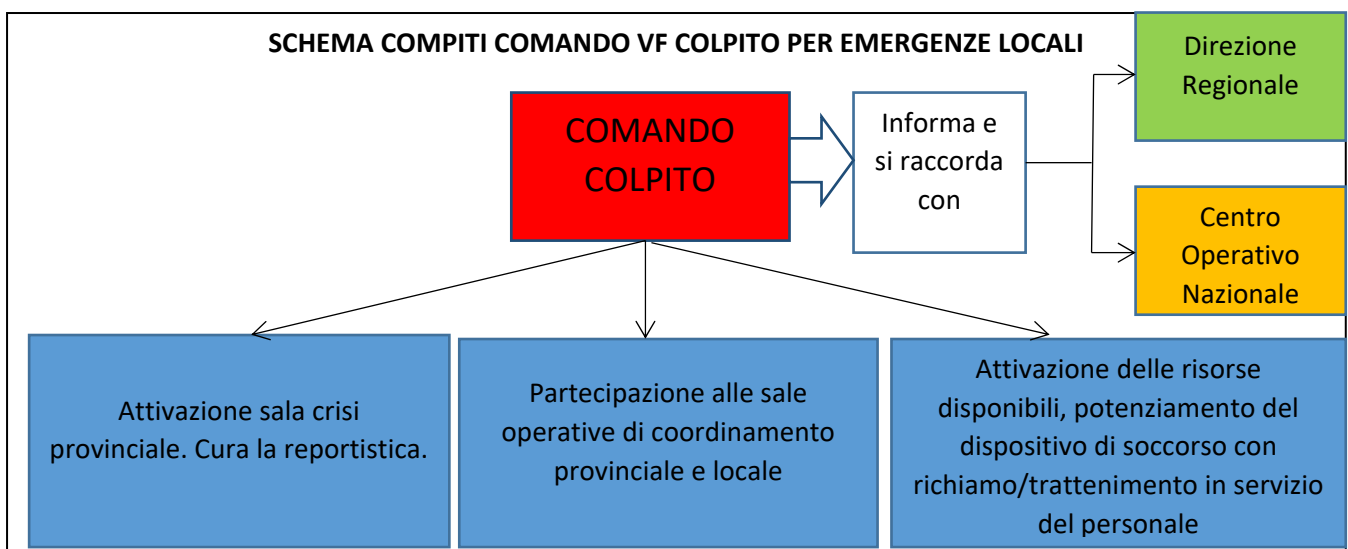 SCHEMA COMPITI COMANDO VF COLPITO PER EMERGENZE LOCALI
COMANDO
COLPITO
Informa e
si raccorda
con
Direzione
Regionale
Centro
Operativo
Nazionale
Attivazione sala crisi
provinciale. Cura la reportistica.
Partecipazione alle sale
operative di coordinamento
provinciale e locale
Attivazione delle risorse
disponibili, potenziamento del
dispositivo di soccorso con
richiamo/trattenimento in servizio
del personale